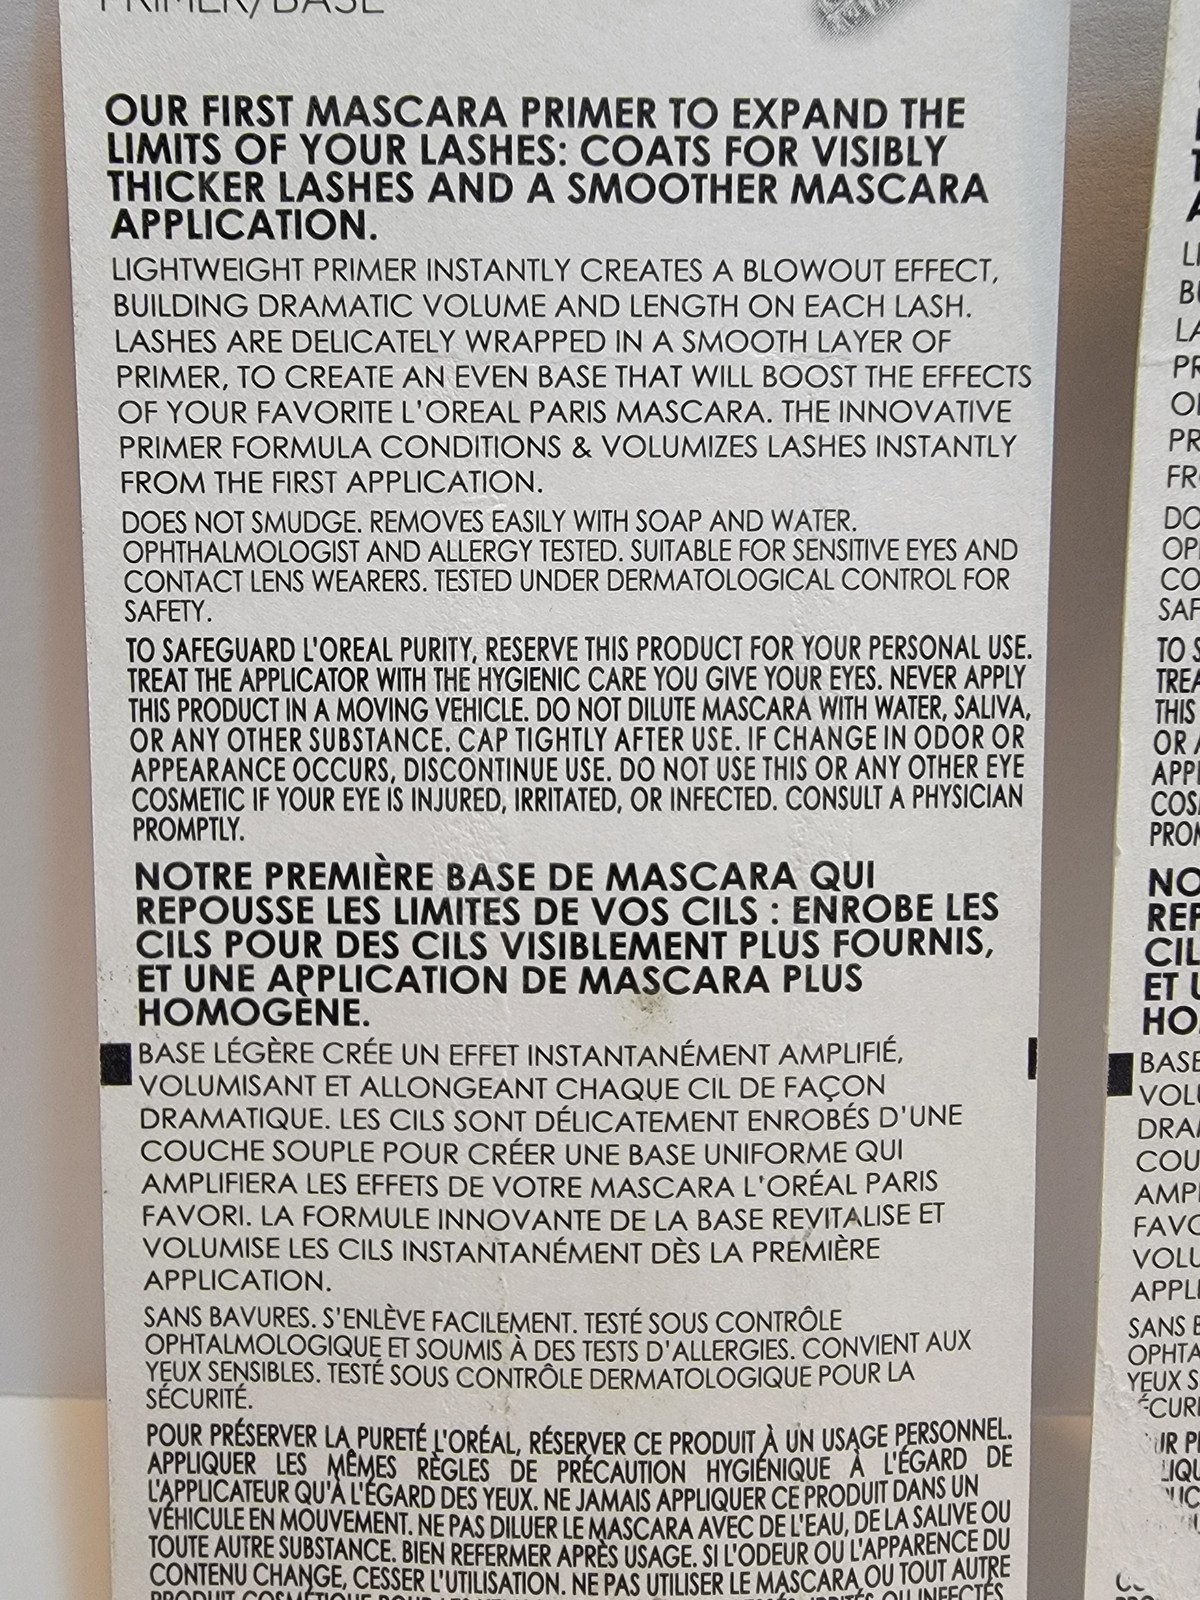 PRIMER/BASE
OUR FIRST MASCARA PRIMER TO EXPAND THE
LIMITS OF YOUR LASHES: COATS FOR VISIBLY
THICKER LASHES AND A SMOOTHER MASCARA
APPLICATION.
LIGHTWEIGHT PRIMER INSTANTLY CREATES A BLOWOUT EFFECT,
BUILDING DRAMATIC VOLUME AND LENGTH ON EACH LASH.
LASHES ARE DELICATELY WRAPPED IN A SMOOTH LAYER OF
PRIMER, TO CREATE AN EVEN BASE THAT WILL BOOST THE EFFECTS
OF YOUR FAVORITE L'OREAL PARIS MASCARA. THE INNOVATIVE
PRIMER FORMULA CONDITIONS & VOLUMIZES LASHES INSTANTLY
FROM THE FIRST APPLICATION.
DOES NOT SMUDGE. REMOVES EASILY WITH SOAP AND WATER.
OPHTHALMOLOGIST AND ALLERGY TESTED. SUITABLE FOR SENSITIVE EYES AND
CONTACT LENS WEARERS. TESTED UNDER DERMATOLOGICAL CONTROL FOR
SAFETY.
TO SAFEGUARD L'OREAL PURITY, RESERVE THIS PRODUCT FOR YOUR PERSONAL USE.
TREAT THE APPLICATOR WITH THE HYGIENIC CARE YOU GIVE YOUR EYES. NEVER APPLY
THIS PRODUCT IN A MOVING VEHICLE. DO NOT DILUTE MASCARA WITH WATER, SALIVA,
OR ANY OTHER SUBSTANCE. CAP TIGHTLY AFTER USE. IF CHANGE IN ODOR OR
APPEARANCE OCCURS, DISCONTINUE USE. DO NOT USE THIS OR ANY OTHER EYE
COSMETIC IF YOUR EYE IS INJURED, IRRITATED, OR INFECTED. CONSULT A PHYSICIAN
PROMPTLY.
NOTRE PREMIÈRE BASE DE MASCARA QUI
REPOUSSE LES LIMITES DE VOS CILS : ENROBE LES
CILS POUR DES CILS VISIBLEMENT PLUS FOURNIS,
ET UNE APPLICATION DE MASCARA PLUS
HOMOGÈNE.
BASE LÉGÈRE CRÉE UN EFFET INSTANTANÉMENT AMPLIFIÉ,
VOLUMISANT ET ALLONGEANT CHAQUE CIL DE FAÇON
DRAMATIQUE. LES CILS SONT DÉLICATEMENT ENROBÉS D'UNE
COUCHE SOUPLE POUR CRÉER UNE BASE UNIFORME QUI
AMPLIFIERA LES EFFETS DE VOTRE MASCARA L'ORÉAL PARIS
FAVORI. LA FORMULE INNOVANTE DE LA BASE REVITALISE ET
VOLUMISE LES CILS INSTANTANÉMENT DÈS LA PREMIÈRE
APPLICATION.
SANS BAVURES. S'ENLÈVE FACILEMENT. TESTÉ SOUS CONTRÔLE
OPHTALMOLOGIQUE ET SOUMIS À DES TESTS D'ALLERGIES. CONVIENT AUX
YEUX SENSIBLES. TESTÉ SOUS CONTRÔLE DERMATOLOGIQUE POUR LA
SÉCURITÉ.
POUR PRÉSERVER LA PURETÉ L'ORÉAL, RÉSERVER CE PRODUIT À UN USAGE PERSONNEL.
APPLIQUER LES MÊMES RÈGLES DE PRÉCAUTION HYGIÉNIQUE À L'ÉGARD DE
L'APPLICATEUR QU'À L'ÉGARD DES YEUX. NE JAMAIS APPLIQUER CE PRODUIT DANS UN
VÉHICULE EN MOUVEMENT. NE PAS DILUER LE MASCARA AVEC DE L'EAU, DE LA SALIVE OU
TOUTE AUTRE SUBSTANCE. BIEN REFERMER APRÈS USAGE. SI L'ODEUR OU L'APPARENCE DU
CONTENU CHANGE, CESSER L'UTILISATION. NE PAS UTILISER LE MASCARA OU TOUT AUTRE